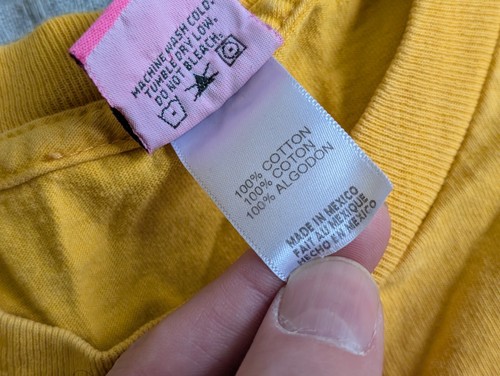 MACHINE WASH COLD.
TUMBLE DRY LOW.
DO NOT BLEACH.
100% COTTON
100% COTON
100% ALGODON
MADE IN MEXICO
FAIT AU MEXIQUE
HECHO EN MEXICO